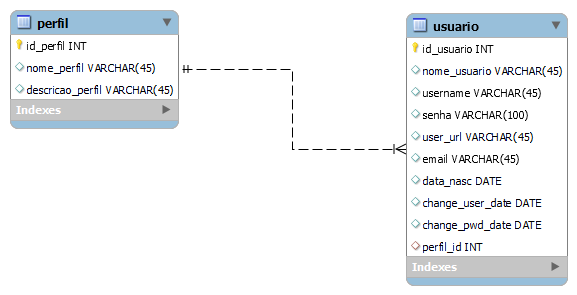 perfil
id_perfil INT
nome_perfil VARCHAR(45)
descricao_perfil VARCHAR(45)
Indexes
usuario
id_usuario INT
nome_usuario VARCHAR(45)
username VARCHAR(45)
senha VARCHAR(100)
user_url VARCHAR(45)
email VARCHAR(45)
data_nasc DATE
change_user_date DATE
change_pwd_date DATE
perfil_id INT
Indexes